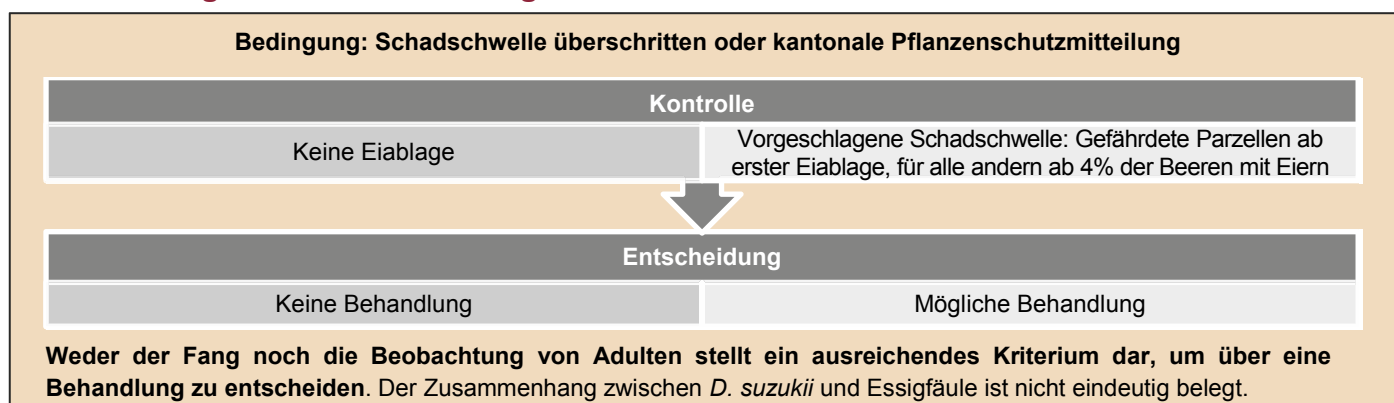 Bedingung: Schadschwelle überschritten oder kantonale Pflanzenschutzmitteilung
Kontrolle
Keine Eiablage
Vorgeschlagene Schadschwelle: Gefährdete Parzellen ab
erster Eiablage, für alle andern ab 4% der Beeren mit Eiern
Entscheidung
Keine Behandlung
Mögliche Behandlung
Weder der Fang noch die Beobachtung von Adulten stellt ein ausreichendes Kriterium dar, um über eine
Behandlung zu entscheiden. Der Zusammenhang zwischen D. suzukii und Essigfäule ist nicht eindeutig belegt.